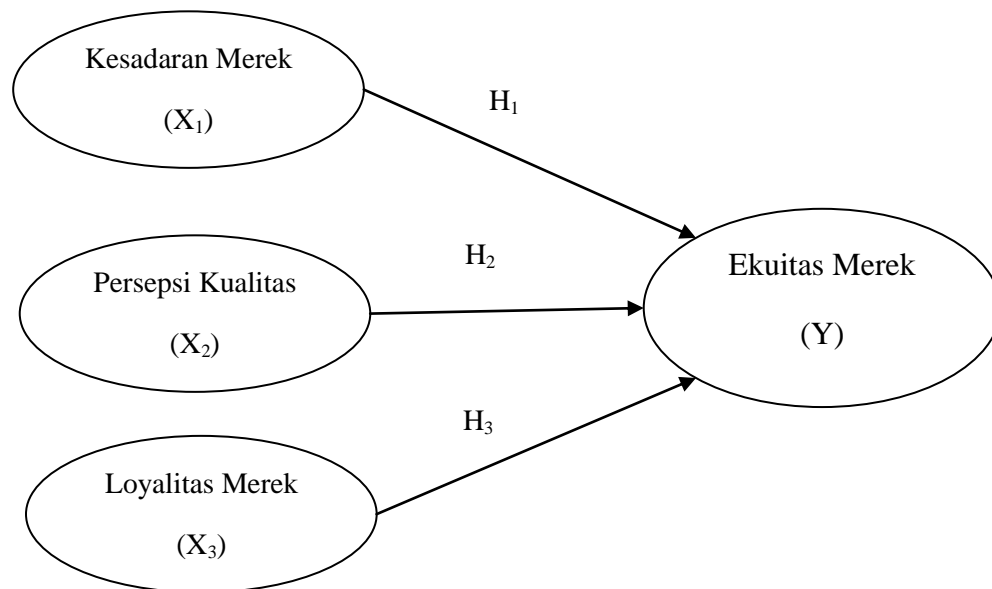 Kesadaran Merek
(X₁)
H₁
Persepsi Kualitas
(X₂)
H₂
Ekuitas Merek
(Y)
Loyalitas Merek
(X₃)
H₃